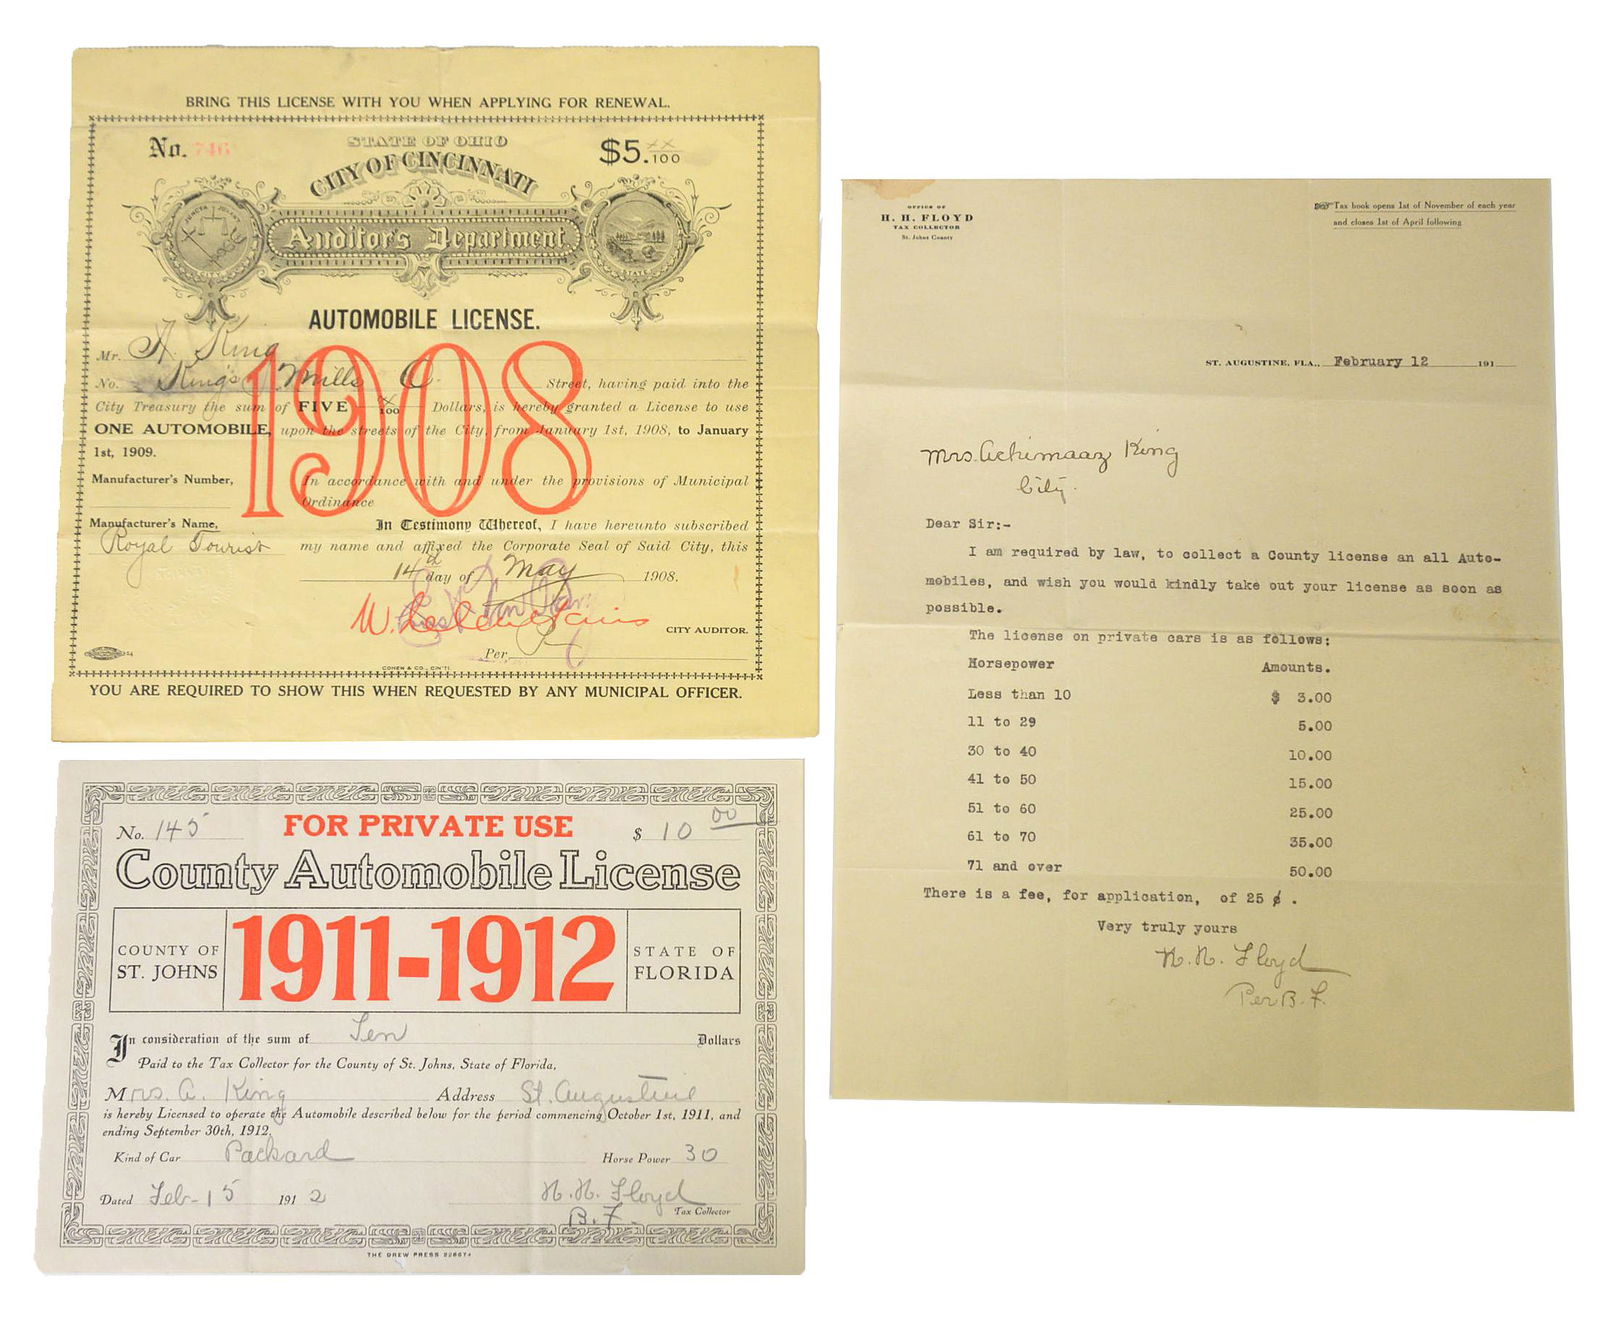 BRING THIS LICENSE WITH YOU WHEN APPLYING FOR RENEWAL.
No. 746
STATE OF OHIO
$5. xx/100
CITY OF CINCINNATI
Auditor's Department
CITY
STATE
AUTOMOBILE LICENSE.
1908
Mr. A. King
No. King's Mills O. Street, having paid into the
City Treasury the sum of FIVE x/100 Dollars, is hereby granted a License to use
ONE AUTOMOBILE, upon the streets of the City, from January 1st, 1908, to January
1st, 1909.
Manufacturer's Number, In accordance with and under the provisions of Municipal
Ordinance
Manufacturer's Name, In Testimony Whereof, I have hereunto subscribed
Royal Tourist my name and affixed the Corporate Seal of Said City, this
14 day of May 1908.
CITY AUDITOR.
Per
COHEN & CO., CIN'TI.
YOU ARE REQUIRED TO SHOW THIS WHEN REQUESTED BY ANY MUNICIPAL OFFICER.
No. 145 FOR PRIVATE USE $ 10 00
County Automobile License
COUNTY OF
ST. JOHNS
1911-1912
STATE OF
FLORIDA
In consideration of the sum of Ten Dollars
Paid to the Tax Collector for the County of St. Johns, State of Florida,
Mrs. A. King Address St. Augustine
is hereby Licensed to operate the Automobile described below for the period commencing October 1st, 1911, and
ending September 30th, 1912.
Kind of Car Packard Horse Power 30
Dated Feb-15 1912 H. H. Floyd
B. F. Tax Collector
THE DREW PRESS
OFFICE OF
H. H. FLOYD
TAX COLLECTOR
St. Johns County
Tax book opens 1st of November of each year
and closes 1st of April following
ST. AUGUSTINE, FLA., February 12 191
Mrs. Achimaaz King
City.
Dear Sir:-
I am required by law, to collect a County license an all Auto-
mobiles, and wish you would kindly take out your license as soon as
possible.
The license on private cars is as follows:
Horsepower Amounts.
Less than 10 $ 3.00
11 to 29 5.00
30 to 40 10.00
41 to 50 15.00
51 to 60 25.00
61 to 70 35.00
71 and over 50.00
There is a fee, for application, of 25 ¢ .
Very truly yours
H. H. Floyd
Per B. F.